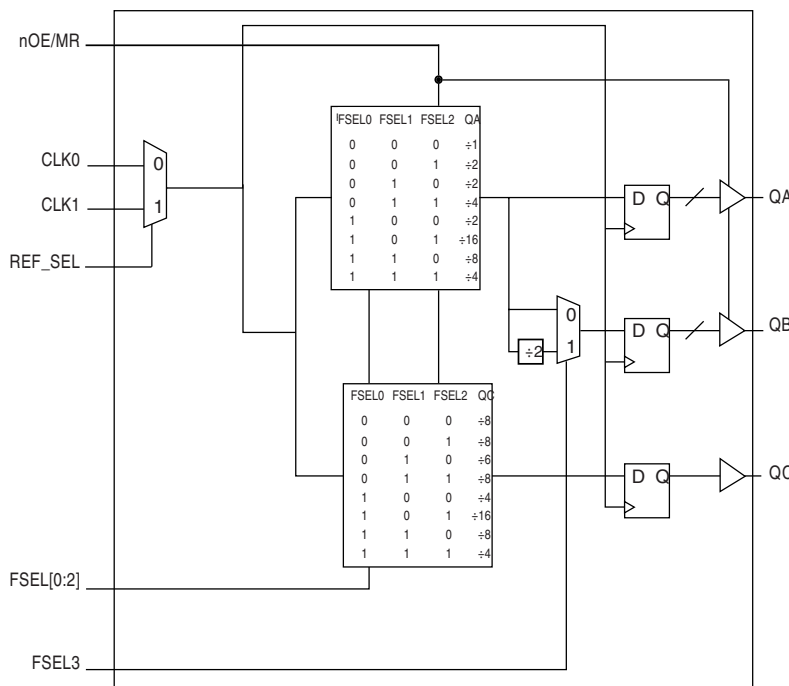 nOE/MR
FSEL0 FSEL1 FSEL2 QA
0 0 0 ÷1
0 0 1 ÷2
0 1 0 ÷2
0 1 1 ÷4
1 0 0 ÷2
1 0 1 ÷16
1 1 0 ÷8
1 1 1 ÷4
CLK0
0
CLK1
1
REF_SEL
D Q
QA
0
÷2
1
D Q
QB
FSEL0 FSEL1 FSEL2 QC
0 0 0 ÷8
0 0 1 ÷8
0 1 0 ÷6
0 1 1 ÷8
1 0 0 ÷4
1 0 1 ÷16
1 1 0 ÷8
1 1 1 ÷4
D Q
QC
FSEL[0:2]
FSEL3